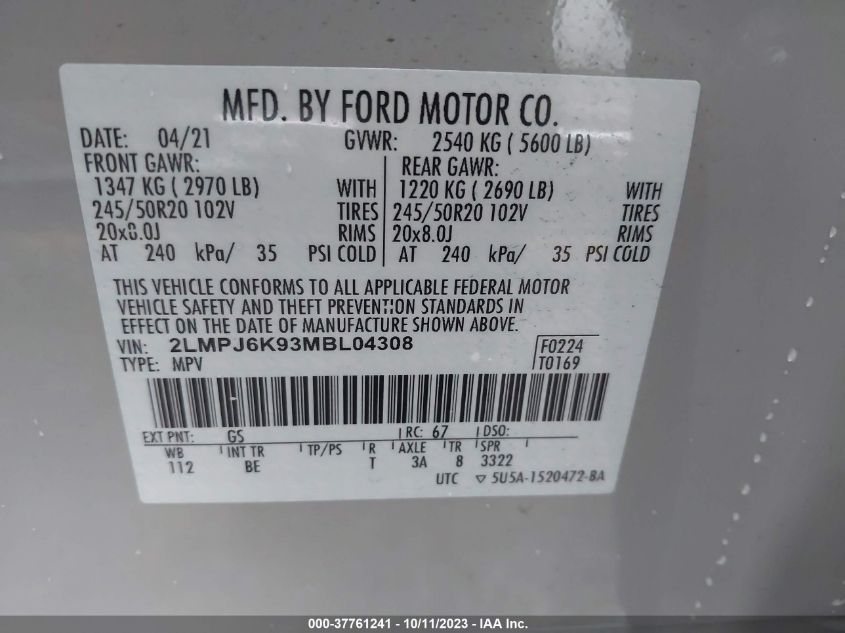 MFD. BY FORD MOTOR CO.
DATE: 04/21 GVWR: 2540 KG ( 5600 LB)
FRONT GAWR: REAR GAWR:
1347 KG ( 2970 LB) WITH 1220 KG ( 2690 LB) WITH
245/50R20 102V TIRES 245/50R20 102V TIRES
20x8.0J RIMS 20x8.0J RIMS
AT 240 kPa/ 35 PSI COLD AT 240 kPa/ 35 PSI COLD
THIS VEHICLE CONFORMS TO ALL APPLICABLE FEDERAL MOTOR
VEHICLE SAFETY AND THEFT PREVENTION STANDARDS IN
EFFECT ON THE DATE OF MANUFACTURE SHOWN ABOVE.
VIN: 2LMPJ6K93MBL04308 F0224
TYPE: MPV T0169
EXT PNT: GS RC: 67 DSO:
WB INT TR TP/PS R AXLE TR SPR
112 BE T 3A 8 3322
UTC ▽ 5U5A-1520472-BA
000-37761241 - 10/11/2023 - IAA Inc.